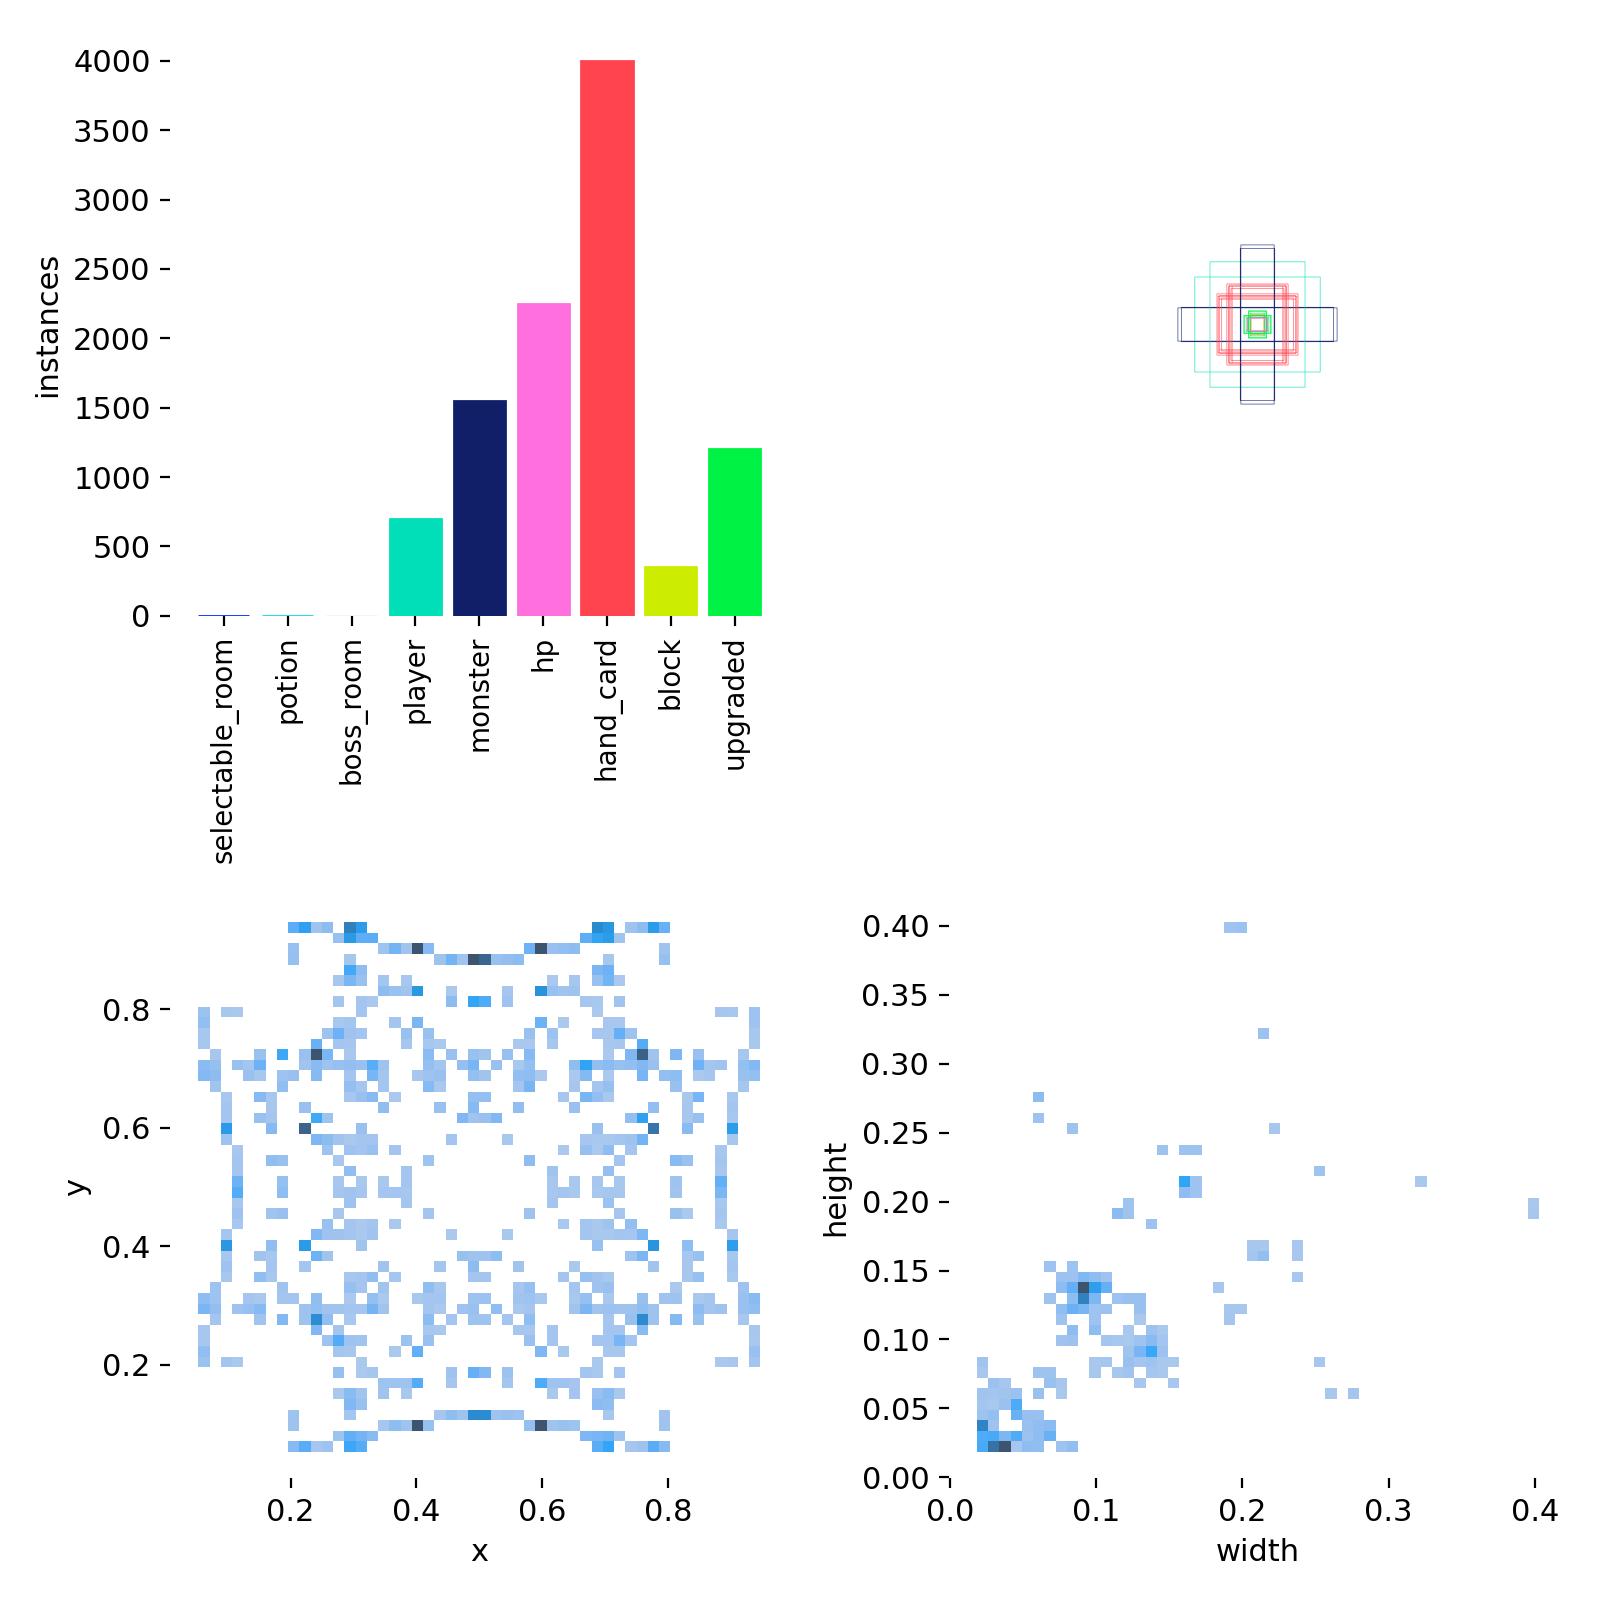 4000
3500
3000
2500
2000
1500
1000
500
0
instances
selectable_room
potion
boss_room
player
monster
hp
hand_card
block
upgraded
0.8
0.6
0.4
0.2
y
0.2 0.4 0.6 0.8
x
0.40
0.35
0.30
0.25
0.20
0.15
0.10
0.05
0.00
height
0.0 0.1 0.2 0.3 0.4
width